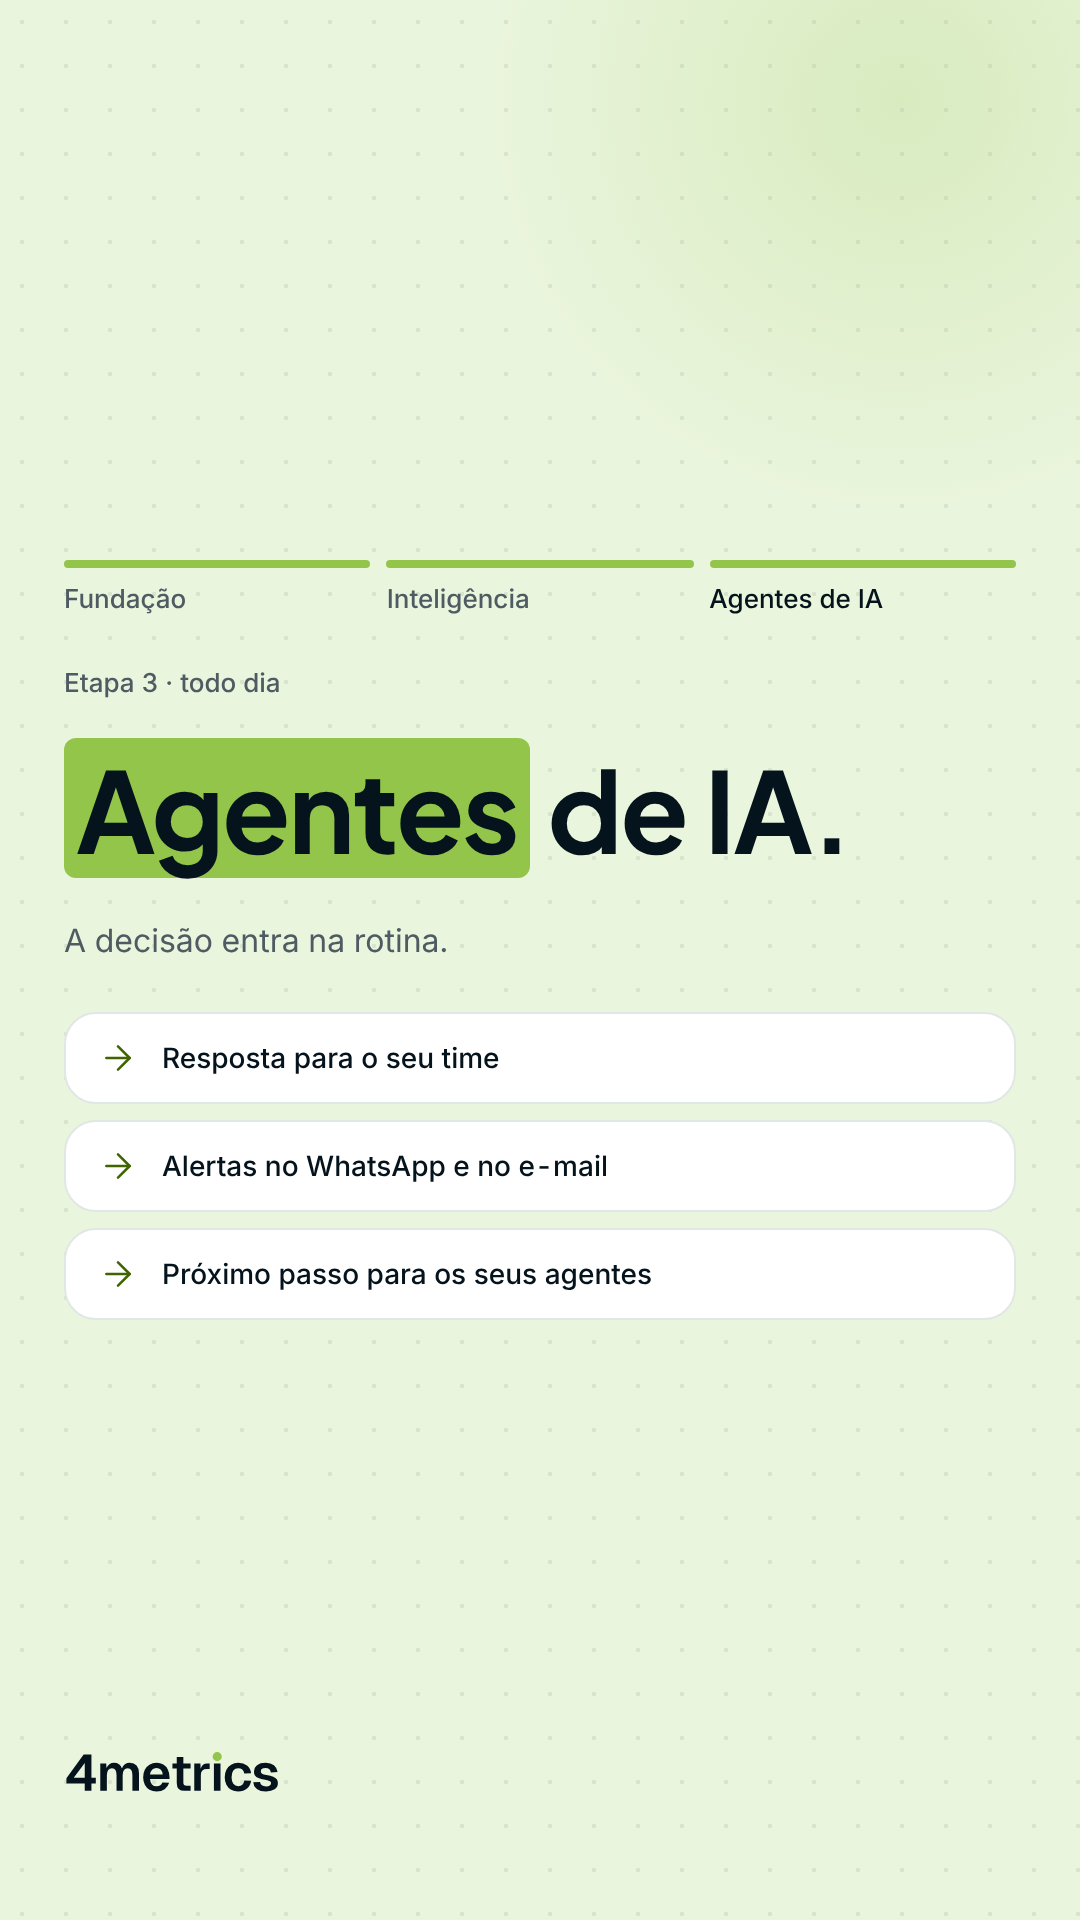 Fundação
Inteligência
Agentes de IA
Etapa 3 · todo dia
Agentes de IA.
A decisão entra na rotina.
Resposta para o seu time
Alertas no WhatsApp e no e-mail
Próximo passo para os seus agentes
4metrics